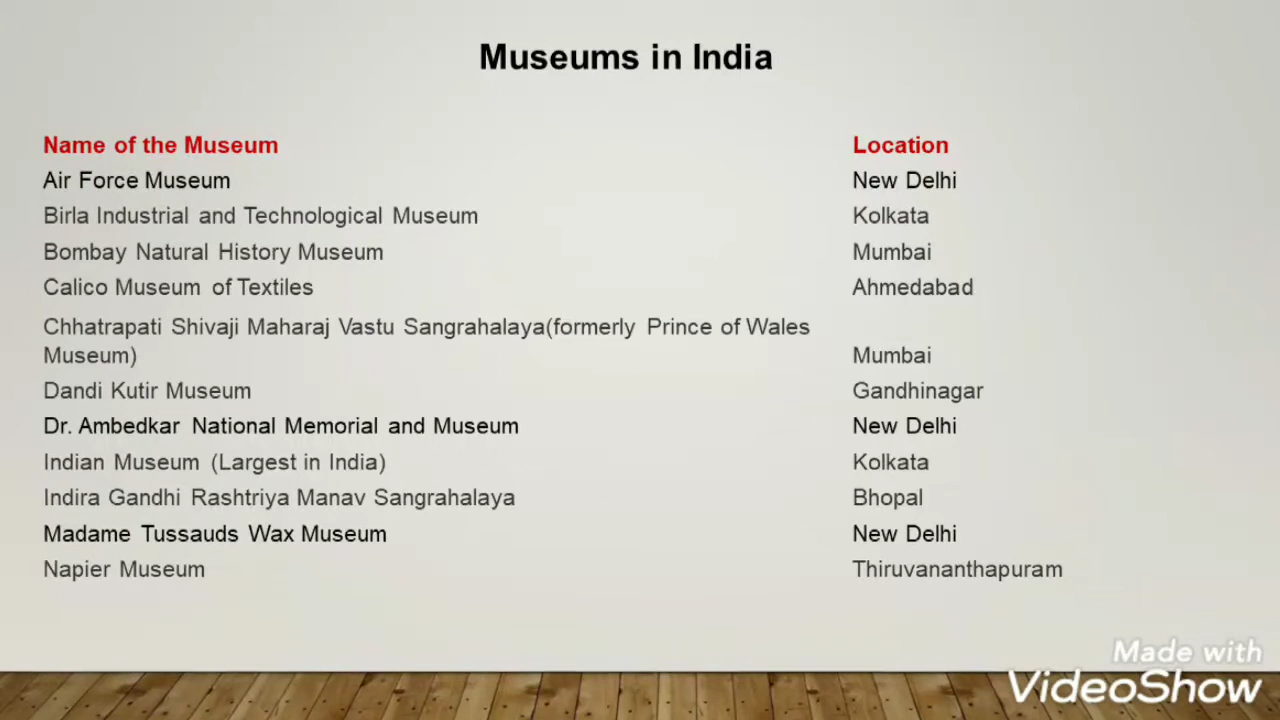 Museums in India
Name of the Museum Location
Air Force Museum New Delhi
Birla Industrial and Technological Museum Kolkata
Bombay Natural History Museum Mumbai
Calico Museum of Textiles Ahmedabad
Chhatrapati Shivaji Maharaj Vastu Sangrahalaya(formerly Prince of Wales
Museum) Mumbai
Dandi Kutir Museum Gandhinagar
Dr. Ambedkar National Memorial and Museum New Delhi
Indian Museum (Largest in India) Kolkata
Indira Gandhi Rashtriya Manav Sangrahalaya Bhopal
Madame Tussauds Wax Museum New Delhi
Napier Museum Thiruvananthapuram
Made with
VideoShow